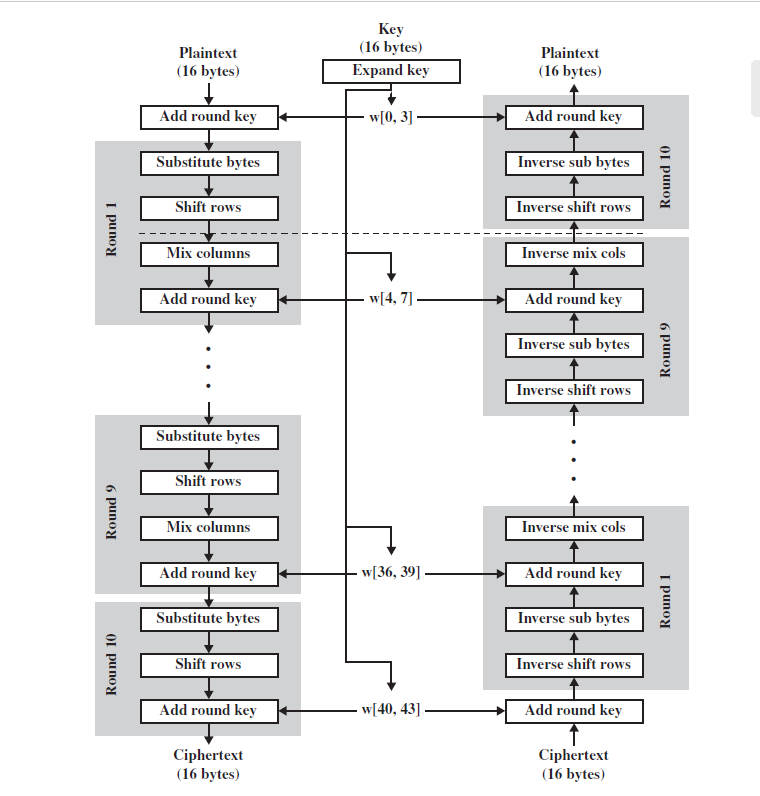 Key
(16 bytes)
Plaintext
(16 bytes)
Expand key
Plaintext
(16 bytes)
Add round key
w[0, 3]
Add round key
Round 1
Substitute bytes
Shift rows
Mix columns
Add round key
w[4, 7]
Round 10
Inverse sub bytes
Inverse shift rows
Round 9
Inverse mix cols
Add round key
Inverse sub bytes
Inverse shift rows
Round 9
Substitute bytes
Shift rows
Mix columns
Add round key
w[36, 39]
Round 1
Inverse mix cols
Add round key
Inverse sub bytes
Inverse shift rows
Round 10
Substitute bytes
Shift rows
Add round key
w[40, 43]
Add round key
Ciphertext
(16 bytes)
Ciphertext
(16 bytes)